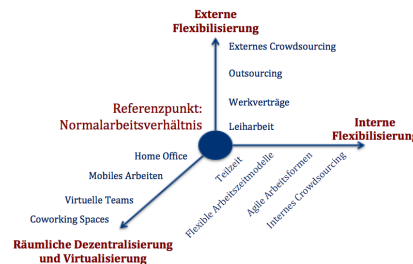 Externe
Flexibilisierung
Externes Crowdsourcing
Outsourcing
Werkverträge
Leiharbeit
Referenzpunkt:
Normalarbeitsverhältnis
Interne
Flexibilisierung
Teilzeit
Flexible Arbeitszeitmodelle
Agile Arbeitsformen
Internes Crowdsourcing
Home Office
Mobiles Arbeiten
Virtuelle Teams
Coworking Spaces
Räumliche Dezentralisierung
und Virtualisierung